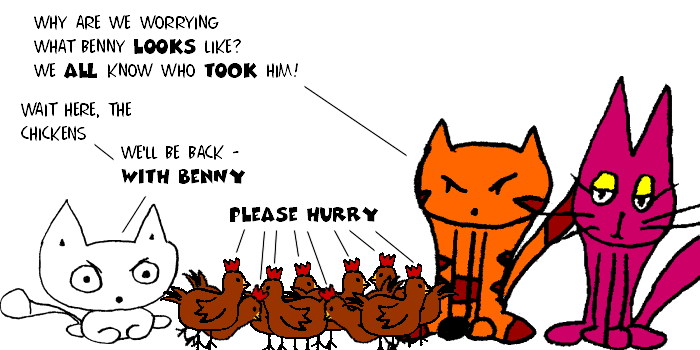 WHY ARE WE WORRYING
WHAT BENNY LOOKS LIKE?
WE ALL KNOW WHO TOOK HIM!
WAIT HERE, THE
CHICKENS
WE'LL BE BACK -
WITH BENNY
PLEASE HURRY